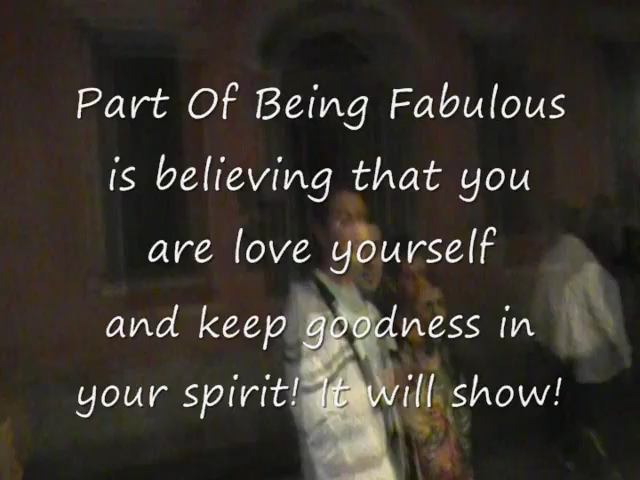 Part Of Being Fabulous
is believing that you
are love yourself
and keep goodness in
your spirit! It will show!